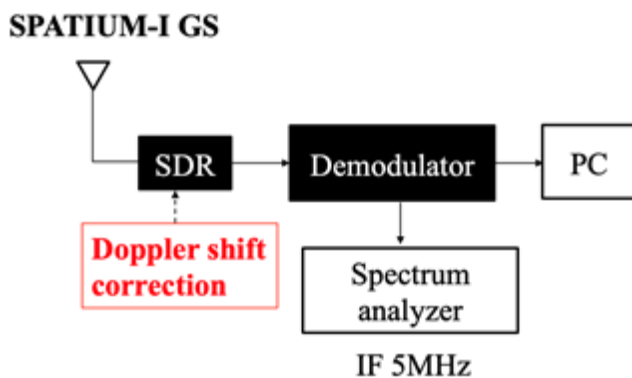 SPATIUM-I GS
SDR
Demodulator
PC
Doppler shift
correction
Spectrum
analyzer
IF 5MHz